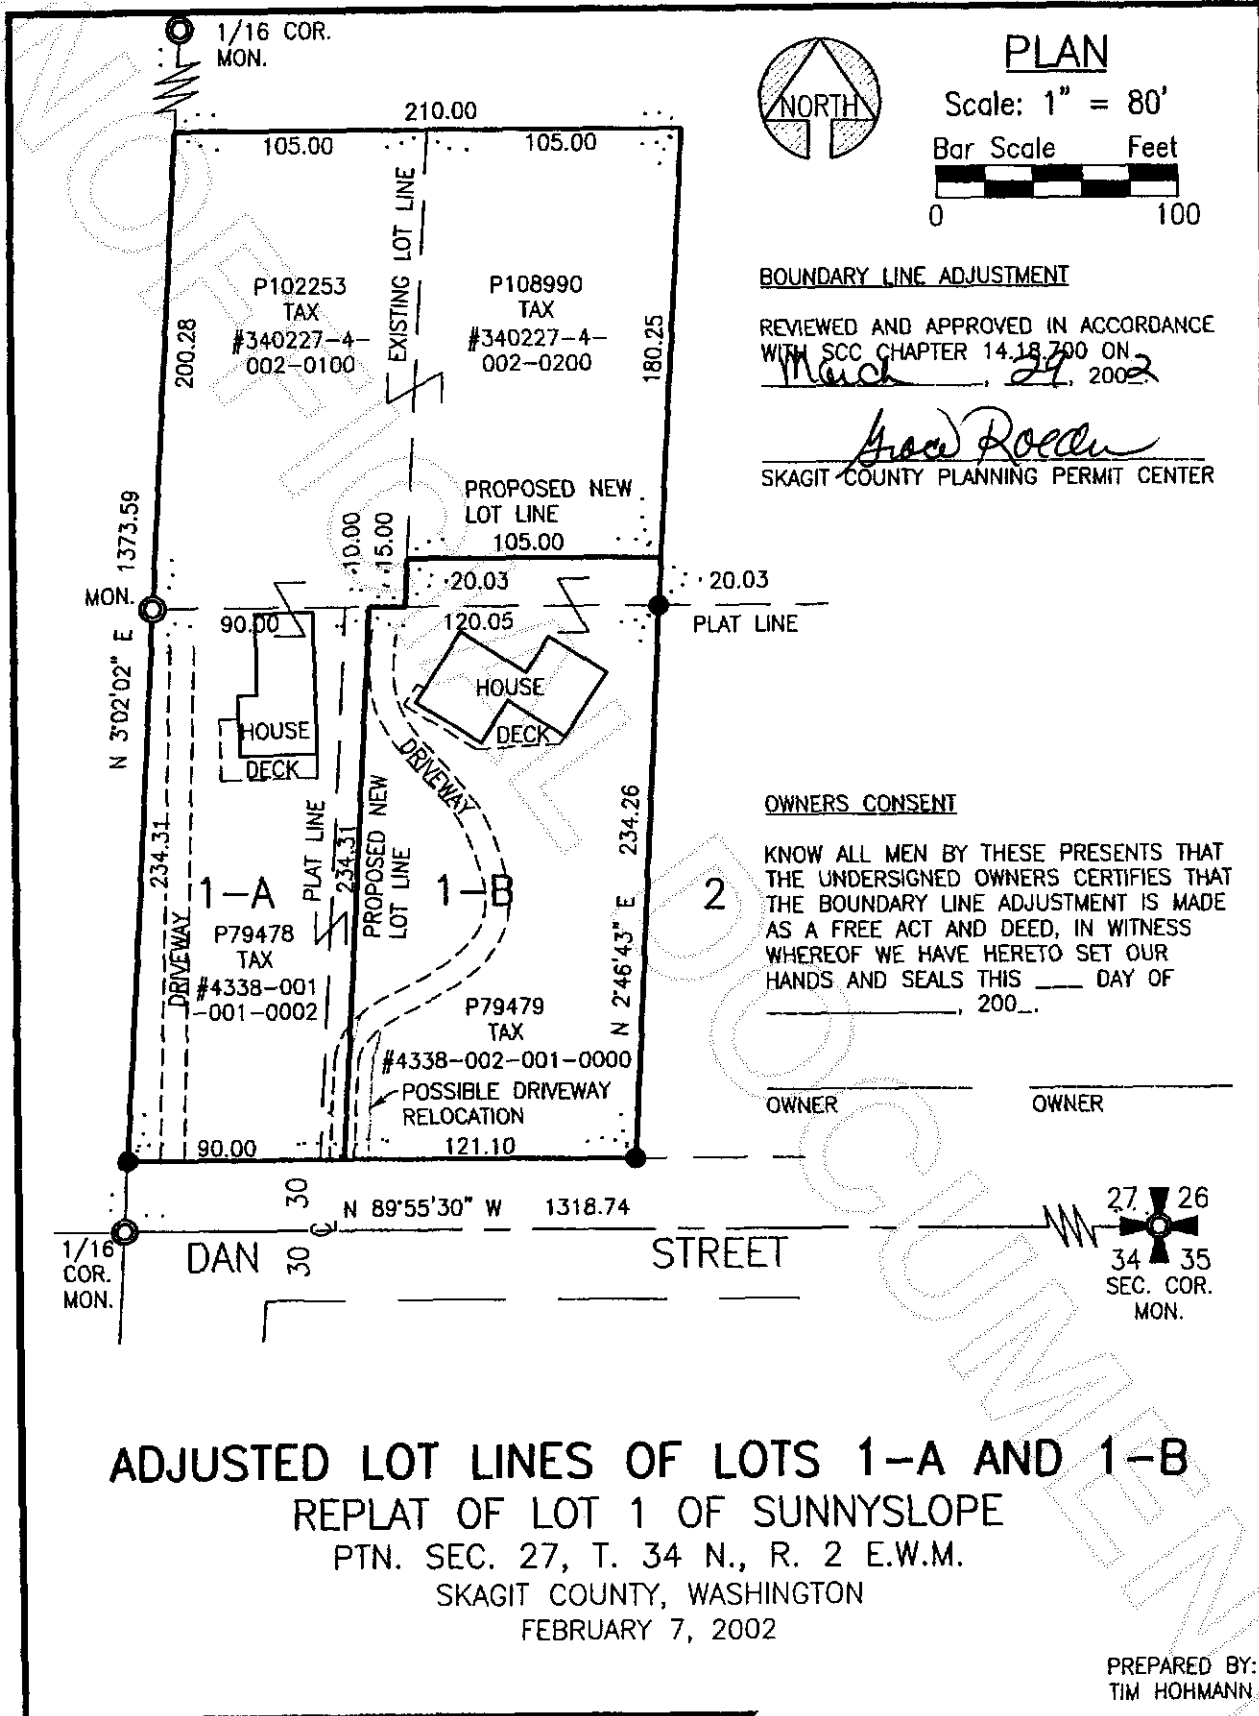 1/16 COR.
MON.
PLAN
NORTH
Scale: 1" = 80'
Bar Scale Feet
0 100
210.00
105.00 105.00
EXISTING LOT LINE
P102253
TAX
#340227-4-
002-0100
P108990
TAX
#340227-4-
002-0200
200.28
180.25
BOUNDARY LINE ADJUSTMENT
REVIEWED AND APPROVED IN ACCORDANCE
WITH SCC CHAPTER 14.18.700 ON
March, 29, 2002.
SKAGIT COUNTY PLANNING PERMIT CENTER
PROPOSED NEW
LOT LINE
105.00
10.00
15.00
20.03
20.03
MON.
N 3°02'02" E 1373.59
90.00
120.05
PLAT LINE
HOUSE
DECK
HOUSE
DECK
DRIVEWAY
PLAT LINE
234.31
PROPOSED NEW
LOT LINE
234.31
N 2°46'43" E 234.26
1-A
P79478
TAX
#4338-001
-001-0002
DRIVEWAY
1-B
P79479
TAX
#4338-002-001-0000
POSSIBLE DRIVEWAY
RELOCATION
2
OWNERS CONSENT
KNOW ALL MEN BY THESE PRESENTS THAT
THE UNDERSIGNED OWNERS CERTIFIES THAT
THE BOUNDARY LINE ADJUSTMENT IS MADE
AS A FREE ACT AND DEED, IN WITNESS
WHEREOF WE HAVE HERETO SET OUR
HANDS AND SEALS THIS ___ DAY OF
____________, 200_.
OWNER OWNER
90.00 121.10
30
30
N 89°55'30" W 1318.74
1/16
COR.
MON.
DAN STREET
27 26
34 35
SEC. COR.
MON.
ADJUSTED LOT LINES OF LOTS 1-A AND 1-B
REPLAT OF LOT 1 OF SUNNYSLOPE
PTN. SEC. 27, T. 34 N., R. 2 E.W.M.
SKAGIT COUNTY, WASHINGTON
FEBRUARY 7, 2002
PREPARED BY:
TIM HOHMANN
UNOFFICIAL DOCUMENT